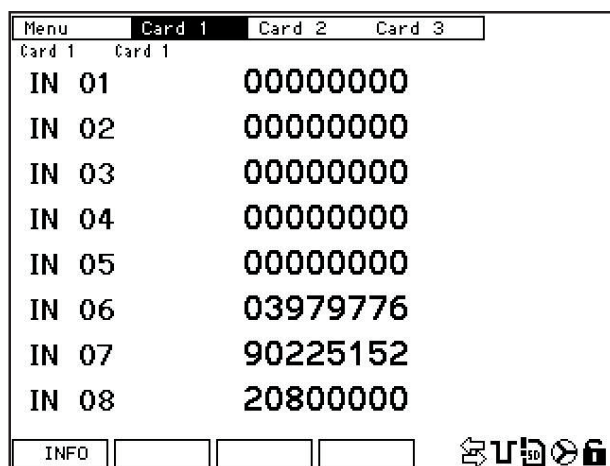 Menu Card 1 Card 2 Card 3
Card 1 Card 1
IN 01 00000000
IN 02 00000000
IN 03 00000000
IN 04 00000000
IN 05 00000000
IN 06 03979776
IN 07 90225152
IN 08 20800000
INFO SD